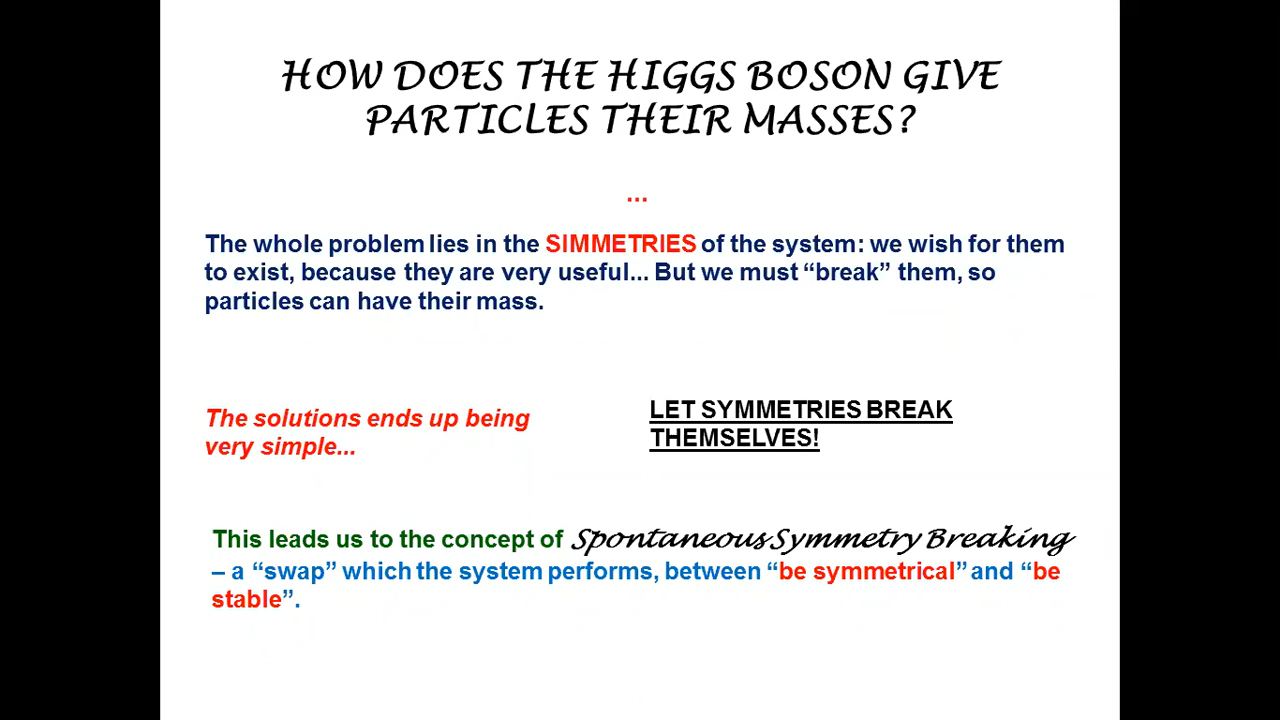 HOW DOES THE HIGGS BOSON GIVE
PARTICLES THEIR MASSES?
...
The whole problem lies in the SIMMETRIES of the system: we wish for them
to exist, because they are very useful... But we must “break” them, so
particles can have their mass.
The solutions ends up being
very simple...
LET SYMMETRIES BREAK
THEMSELVES!
This leads us to the concept of Spontaneous Symmetry Breaking
– a “swap” which the system performs, between “be symmetrical” and “be
stable”.